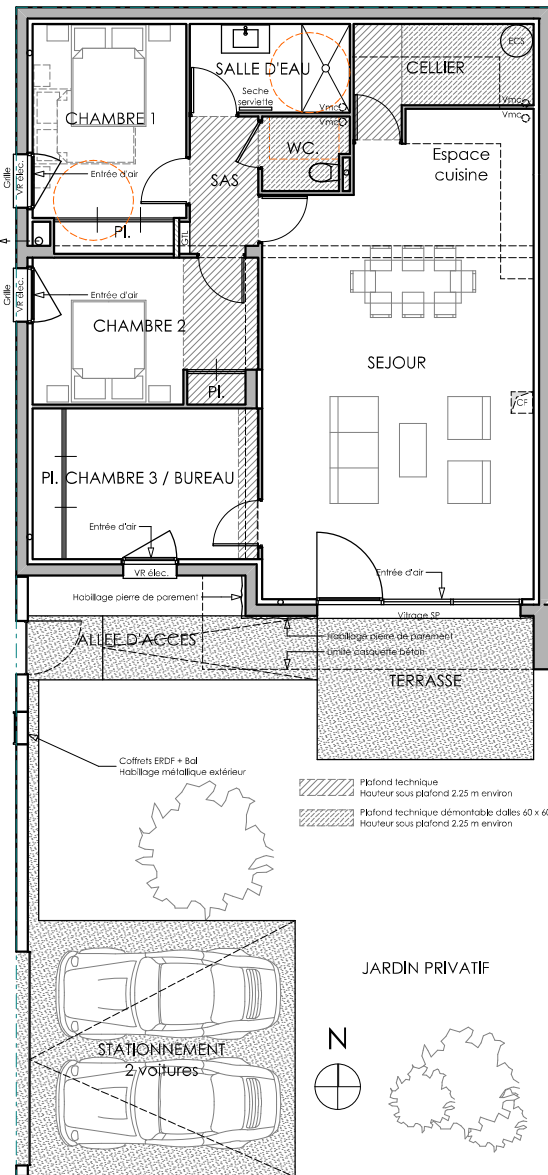 ECS
SALLE D'EAU
CELLIER
Seche
serviette
Vmc
Vmc
Vmc
Vmc
CHAMBRE 1
WC.
Espace
cuisine
Grille
VR élec.
Entrée d'air
SAS
Pl.
GTL
Grille
VR élec.
Entrée d'air
CHAMBRE 2
SEJOUR
Pl.
CF
Pl.
CHAMBRE 3 / BUREAU
Entrée d'air
VR élec.
Entrée d'air
Habillage pierre de parement
Vitrage SP
ALLEE D'ACCES
Habillage pierre de parement
Limite casquette béton
TERRASSE
Coffrets ERDF + Bal
Habillage métallique extérieur
Plafond technique
Hauteur sous plafond 2.25 m environ
Plafond technique démontable dalles 60 x 60
Hauteur sous plafond 2.25 m environ
JARDIN PRIVATIF
N
STATIONNEMENT
2 voitures